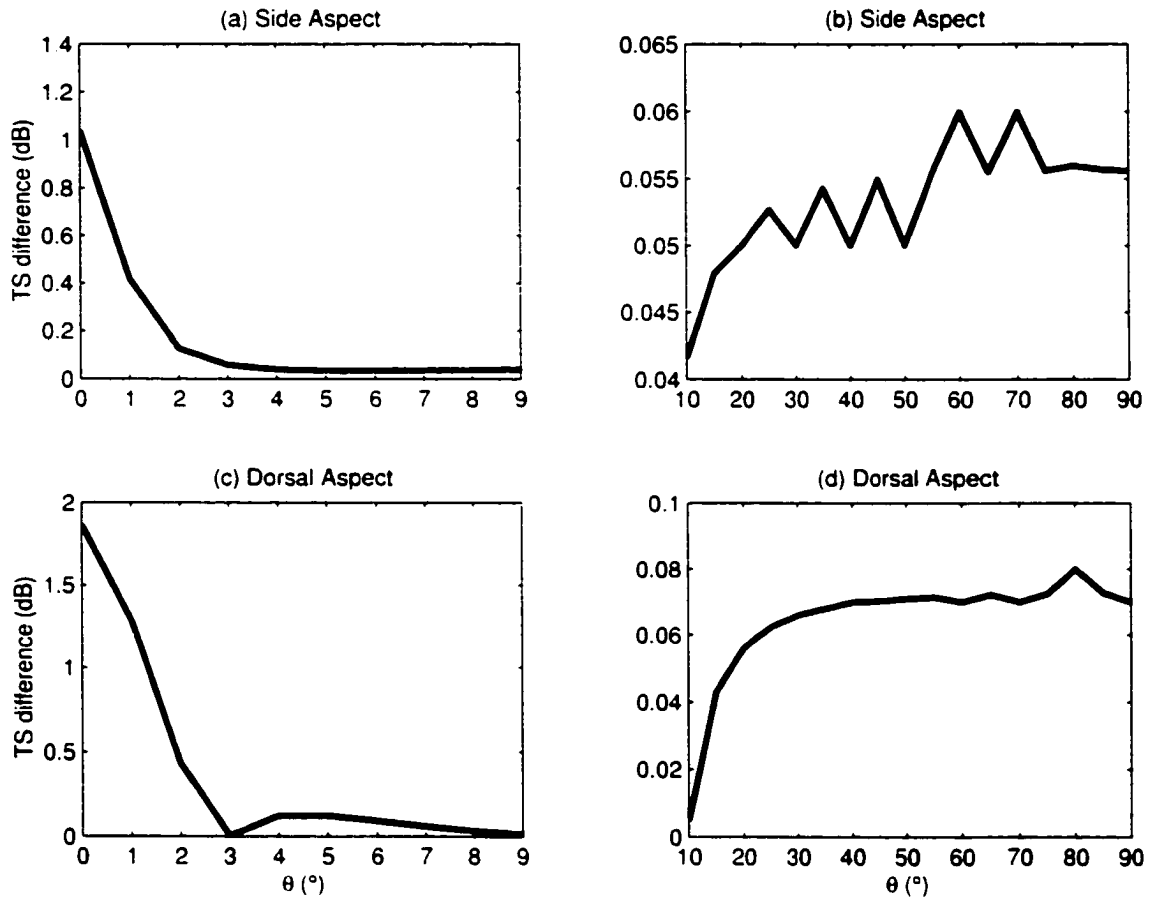 (a) Side Aspect
1.4
1.2
1
0.8
0.6
0.4
0.2
0
TS difference (dB)
0 1 2 3 4 5 6 7 8 9
(b) Side Aspect
0.065
0.06
0.055
0.05
0.045
0.04
10 20 30 40 50 60 70 80 90
(c) Dorsal Aspect
2
1.5
1
0.5
0
TS difference (dB)
0 1 2 3 4 5 6 7 8 9
θ (°)
(d) Dorsal Aspect
0.1
0.08
0.06
0.04
0.02
0
10 20 30 40 50 60 70 80 90
θ (°)